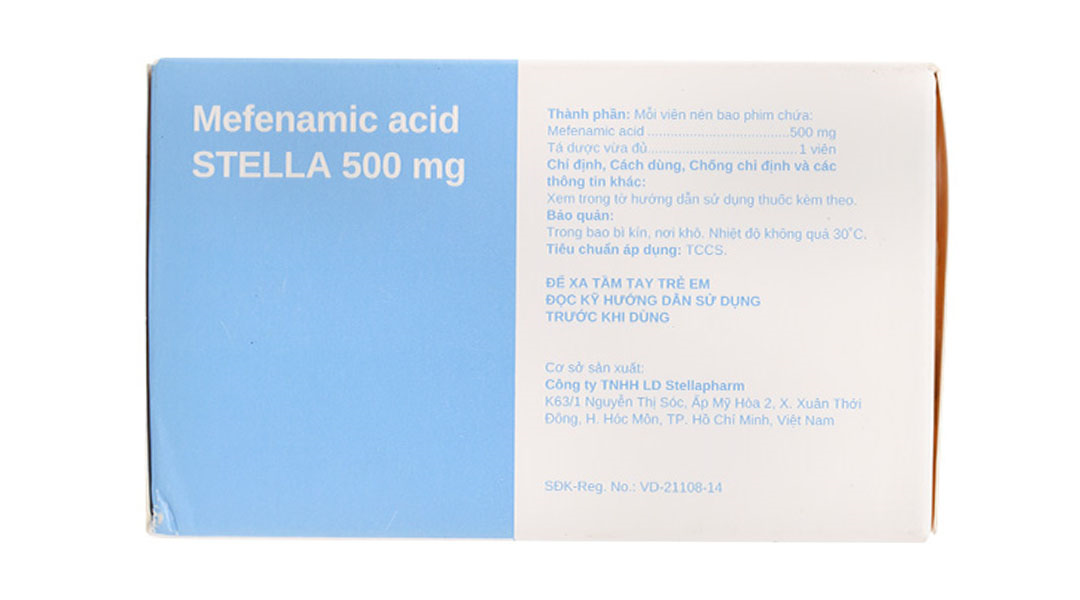 Mefenamic acid
STELLA 500 mg
Thành phần: Mỗi viên nén bao phim chứa:
Mefenamic acid ..................................500 mg
Tá dược vừa đủ.....................................1 viên
Chỉ định, Cách dùng, Chống chỉ định và các
thông tin khác:
Xem trong tờ hướng dẫn sử dụng thuốc kèm theo.
Bảo quản:
Trong bao bì kín, nơi khô. Nhiệt độ không quá 30°C.
Tiêu chuẩn áp dụng: TCCS.
ĐỂ XA TẦM TAY TRẺ EM
ĐỌC KỸ HƯỚNG DẪN SỬ DỤNG
TRƯỚC KHI DÙNG
Cơ sở sản xuất:
Công ty TNHH LD Stellapharm
K63/1 Nguyễn Thị Sóc, Ấp Mỹ Hòa 2, X. Xuân Thới
Đông, H. Hóc Môn, TP. Hồ Chí Minh, Việt Nam
SĐK-Reg. No.: VD-21108-14